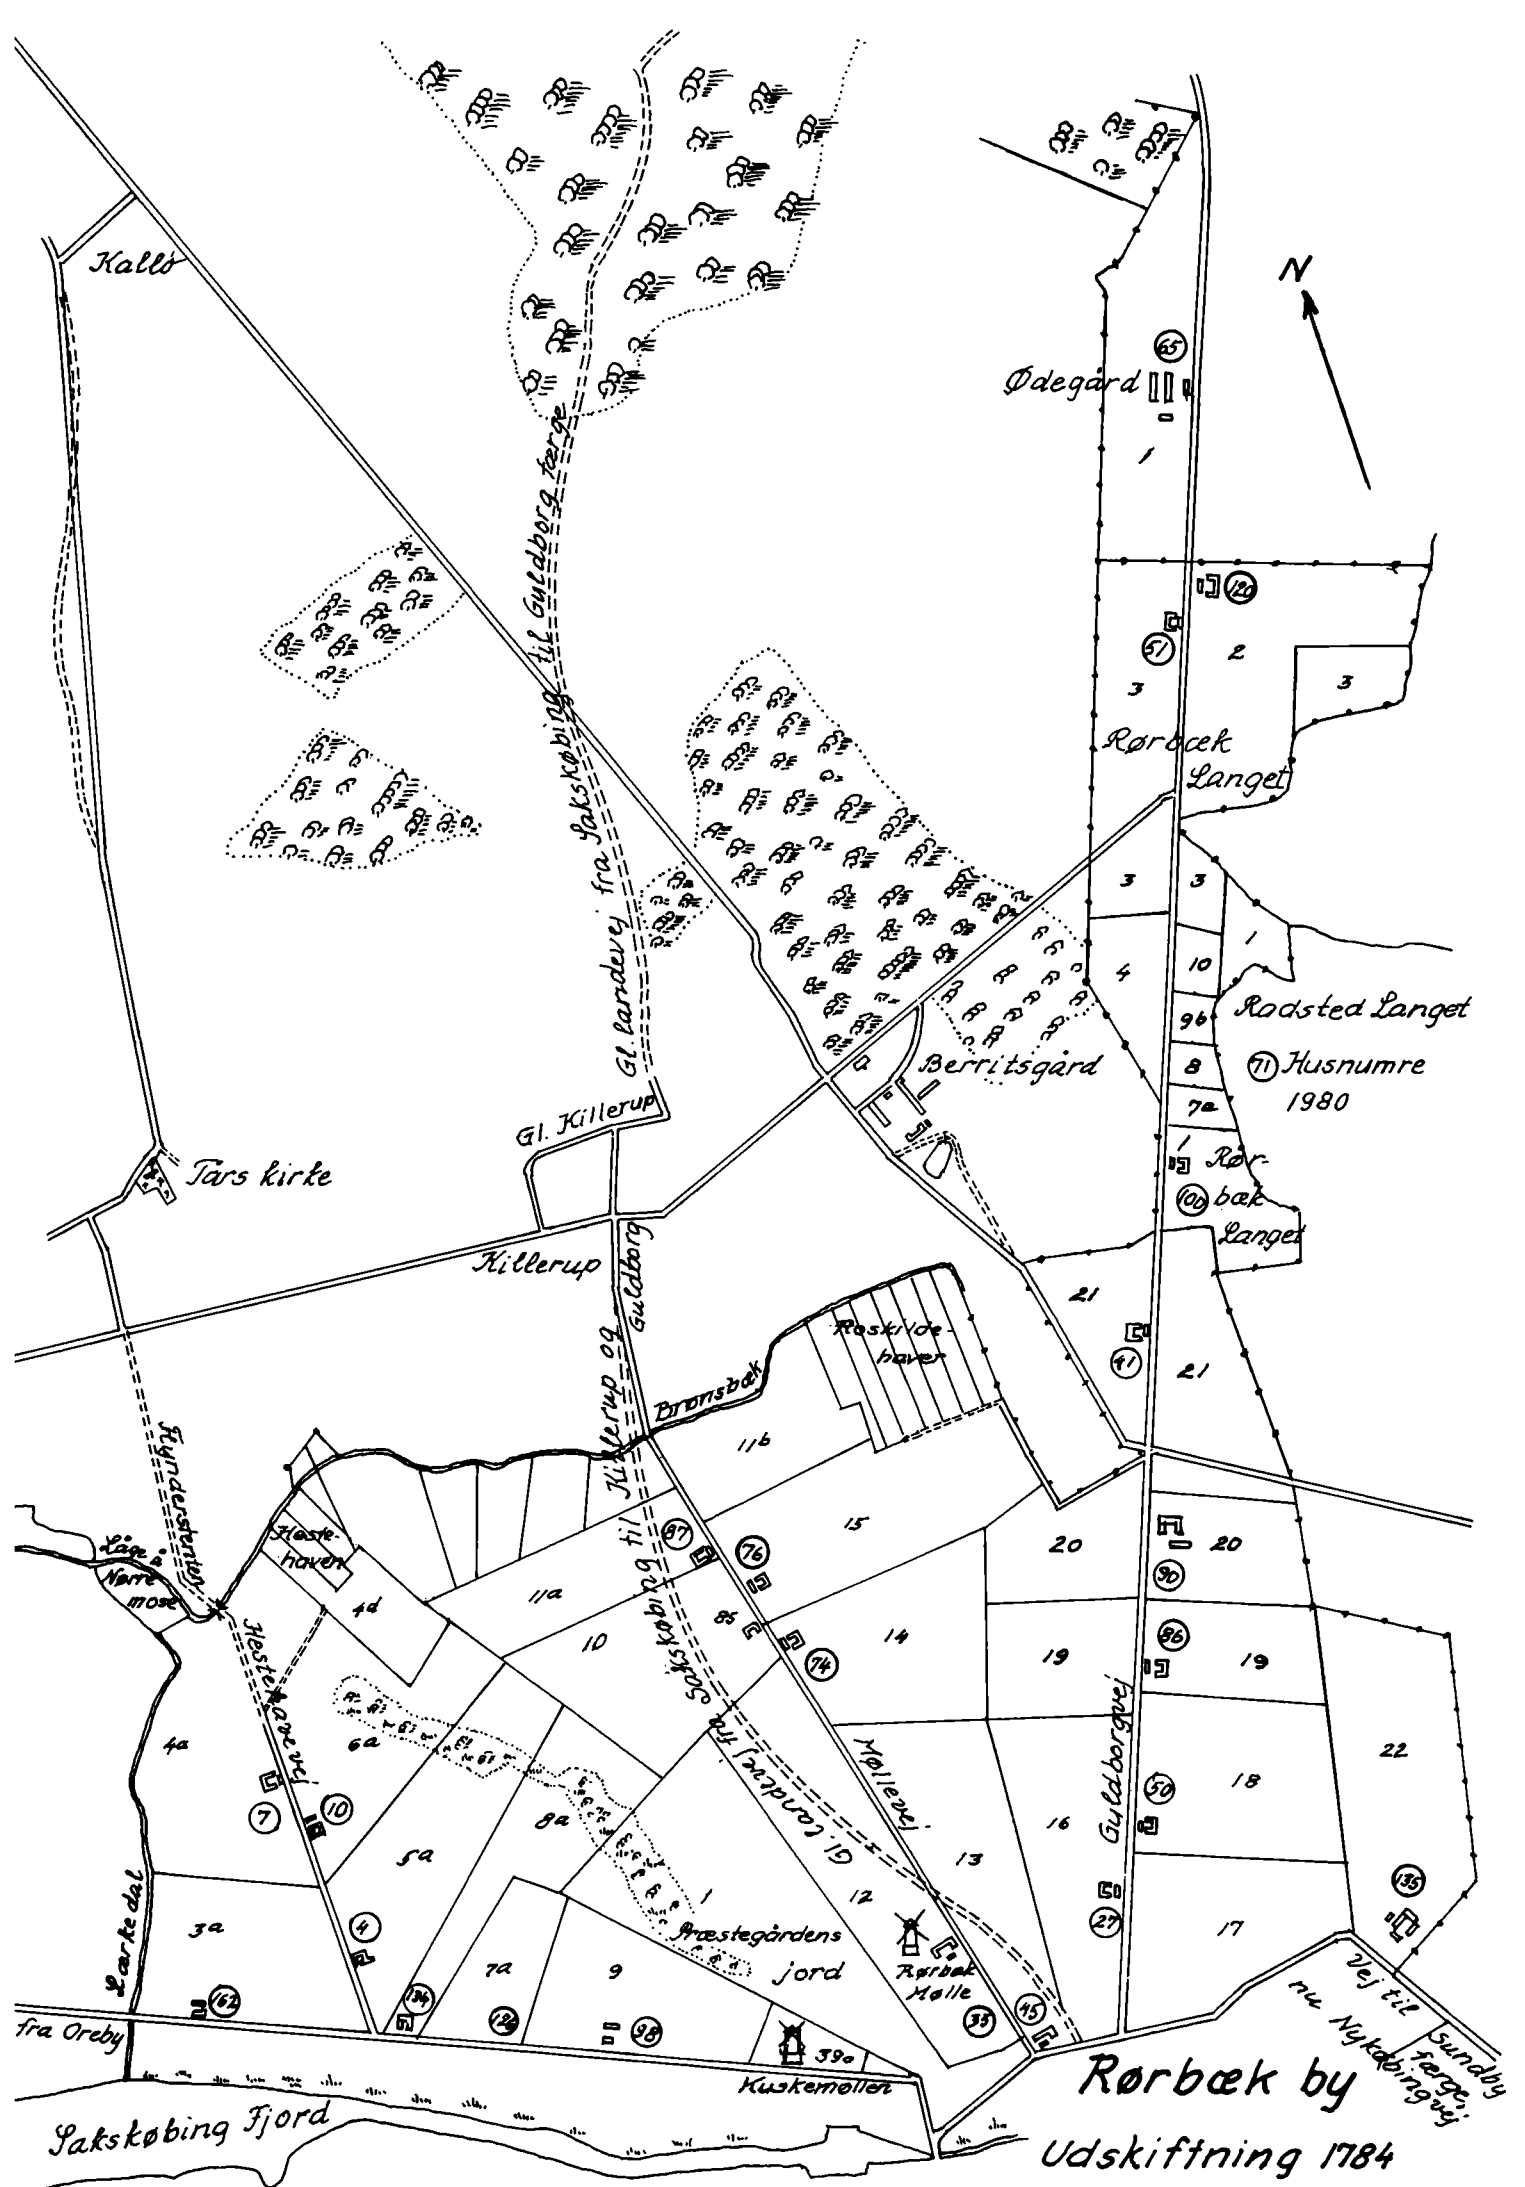 N
Kallø
65
Ødegård
1
Gl. landevej fra Sakskøbing til Guldborg færge
120
51
2
3
3
Rørbæk
Langet
3
3
1
4
10
9b
Radsted Langet
8
71 Husnumre
1980
7a
Berritsgård
Gl. Killerup
Tårs kirke
1
Rør-
100 bæk
Langet
Killerup
21
41
21
Roskilde-
haver
Brønsbæk
11b
Gl. landevej fra Sakskøbing til Killerup og Guldborg
Hyndersstenten
Låge å
Nørre
mose
Heste-
haven
4d
11a
87
76
15
20
20
90
10
85
74
14
19
86
19
Hestehavevej
4a
6a
7
10
8a
5a
Møllevej
Guldborgvej
22
18
50
16
13
12
1
Præstegårdens
jord
Rørbæk
Mølle
27
17
135
Lærkedal
3a
4
7a
9
162
134
126
98
39a
33
45
fra Oreby
Kuskemøllen
Vej til Sundby
færge,
nu Nykøbingvej
Sakskøbing Fjord
Rørbæk by
Udskiftning 1784